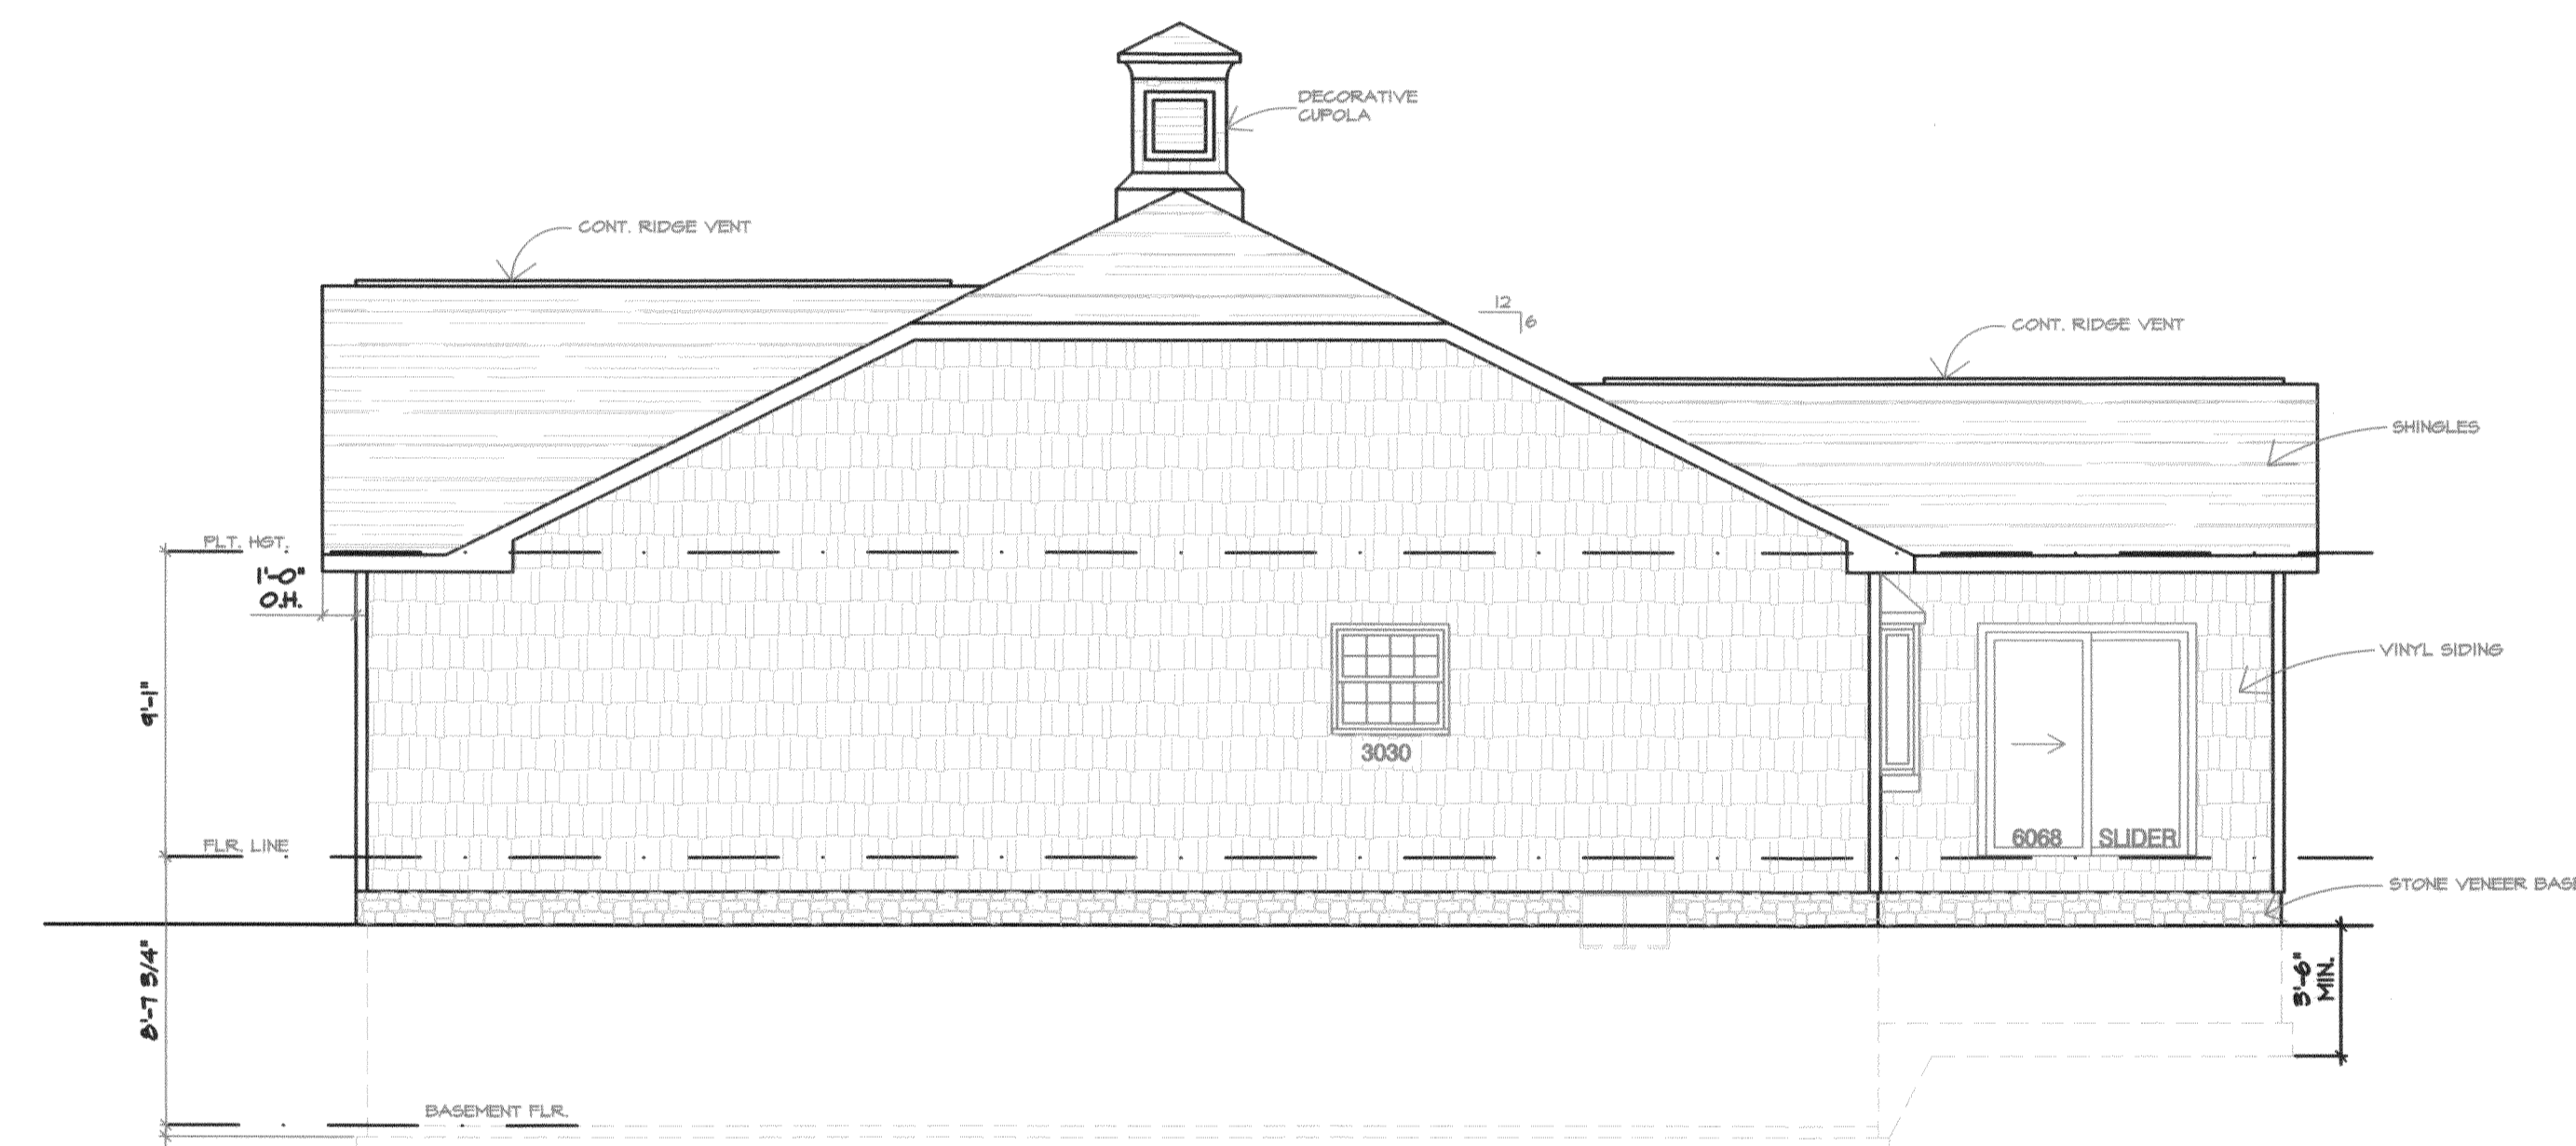 DECORATIVE
CUPOLA
CONT. RIDGE VENT
12
6
CONT. RIDGE VENT
SHINGLES
PLT. HGT.
1'-0"
O.H.
VINYL SIDING
9'-1"
3030
6068 SLIDER
FLR. LINE
STONE VENEER BASE
8'-7 3/4"
3'-6"
MIN.
BASEMENT FLR.